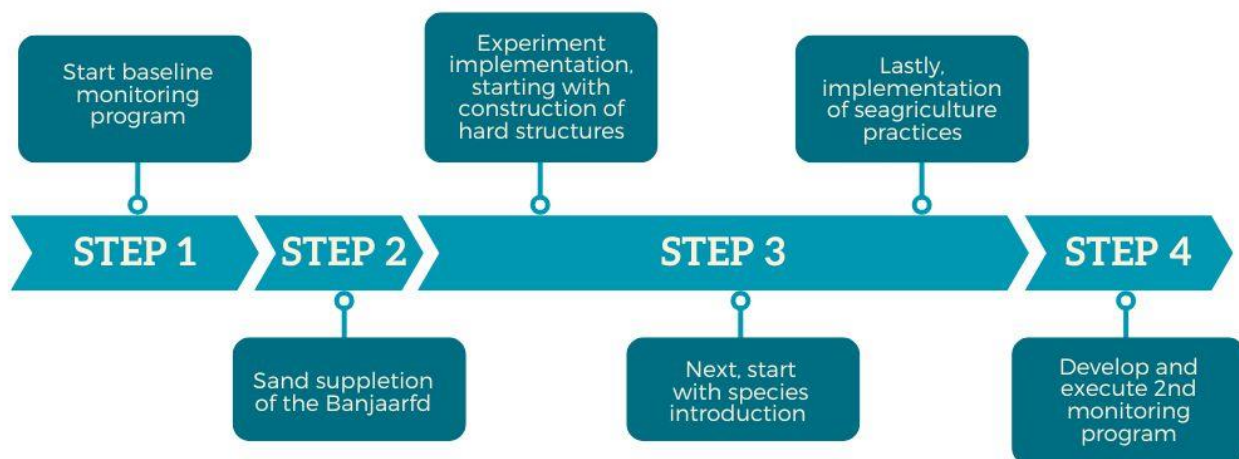 Start baseline
monitoring
program
Experiment
implementation,
starting with
construction of
hard structures
Lastly,
implementation
of seagriculture
practices
STEP 1
STEP 2
STEP 3
STEP 4
Sand suppletion
of the Banjaarfd
Next, start
with species
introduction
Develop and
execute 2nd
monitoring
program